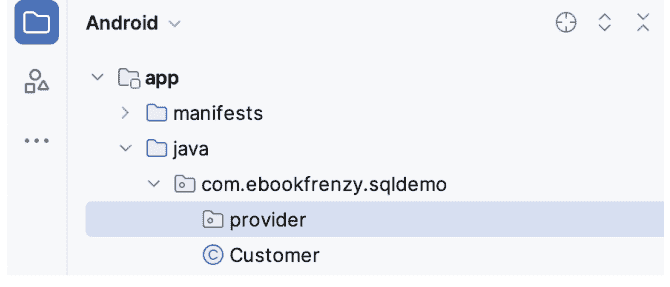 Android
app
manifests
java
com.ebookfrenzy.sqldemo
provider
C Customer